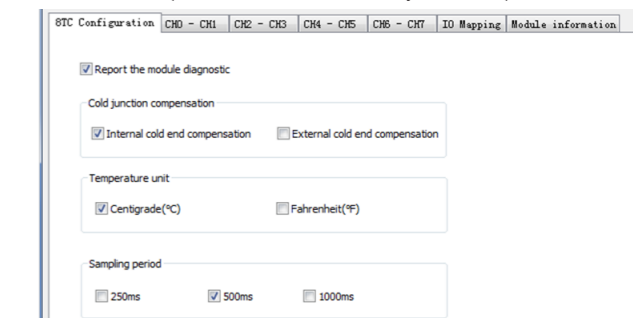 8TC Configuration CH0 - CH1 CH2 - CH3 CH4 - CH5 CH6 - CH7 IO Mapping Module information
Report the module diagnostic
Cold junction compensation
Internal cold end compensation External cold end compensation
Temperature unit
Centigrade(℃) Fahrenheit(℉)
Sampling period
250ms 500ms 1000ms